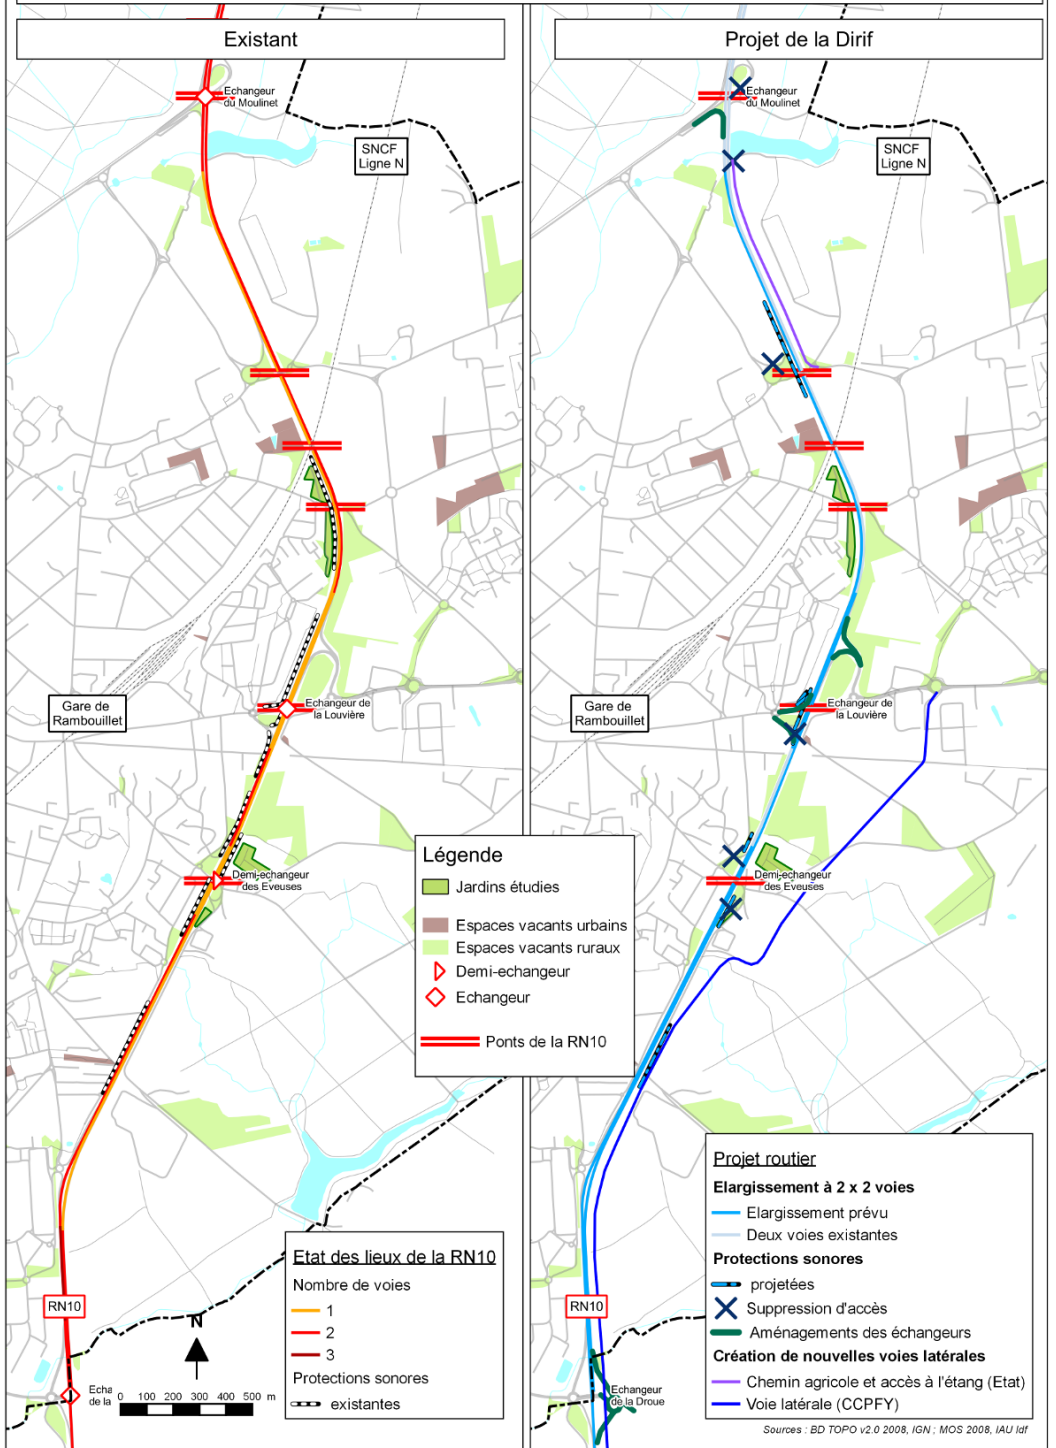 Existant
Echangeur
du Moulinet
SNCF
Ligne N
Gare de
Rambouillet
Echangeur de
la Louvière
Demi-echangeur
des Eveuses
RN10
N
Echa
de la
0 100 200 300 400 500 m
Etat des lieux de la RN10
Nombre de voies
1
2
3
Protections sonores
existantes
Légende
Jardins étudies
Espaces vacants urbains
Espaces vacants ruraux
Demi-echangeur
Echangeur
Ponts de la RN10
Projet de la Dirif
Echangeur
du Moulinet
SNCF
Ligne N
Gare de
Rambouillet
Echangeur de
la Louvière
Demi-echangeur
des Eveuses
RN10
Echangeur
de la Droue
Projet routier
Elargissement à 2 x 2 voies
Elargissement prévu
Deux voies existantes
Protections sonores
projetées
Suppression d'accès
Aménagements des échangeurs
Création de nouvelles voies latérales
Chemin agricole et accès à l'étang (Etat)
Voie latérale (CCPFY)
Sources : BD TOPO v2.0 2008, IGN ; MOS 2008, IAU Idf